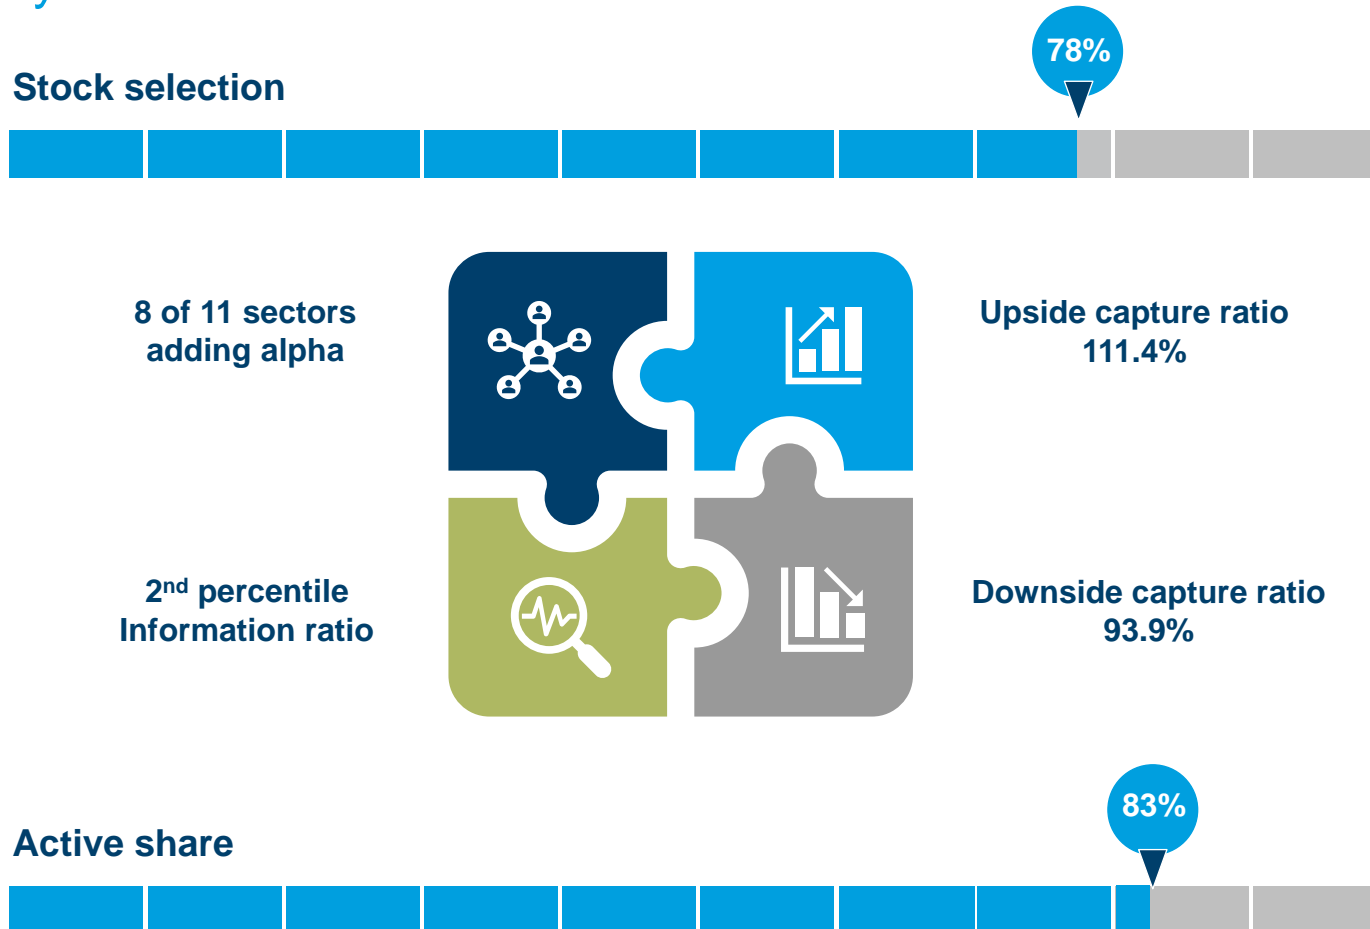 78%
Stock selection
8 of 11 sectors
adding alpha
Upside capture ratio
111.4%
2nd percentile
Information ratio
Downside capture ratio
93.9%
83%
Active share